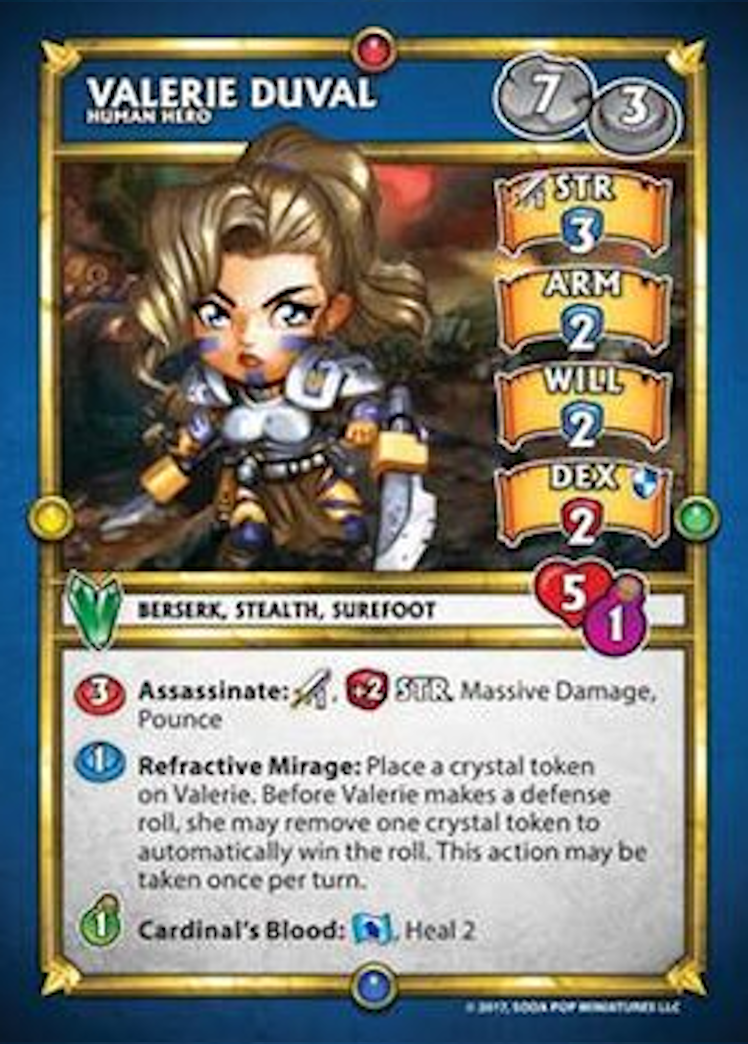 VALERIE DUVAL
HUMAN HERO
7
3
STR
3
ARM
2
WILL
2
DEX
2
5
1
BERSERK, STEALTH, SUREFOOT
3 Assassinate: , +2 STR, Massive Damage,
Pounce
1 Refractive Mirage: Place a crystal token
on Valerie. Before Valerie makes a defense
roll, she may remove one crystal token to
automatically win the roll. This action may be
taken once per turn.
1 Cardinal's Blood: , Heal 2
© 2017, SODA POP MINIATURES LLC